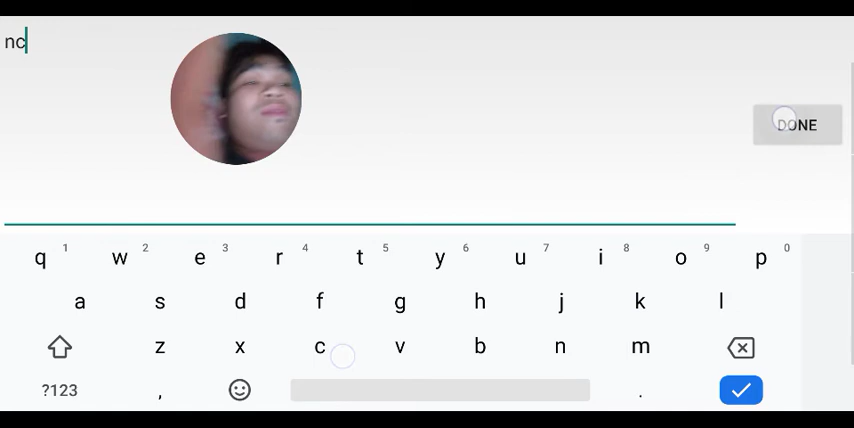 nc
DONE
q 1 w 2 e 3 r 4 t 5 y 6 u 7 i 8 o 9 p 0
a s d f g h j k l
z x c v b n m
?123 , .